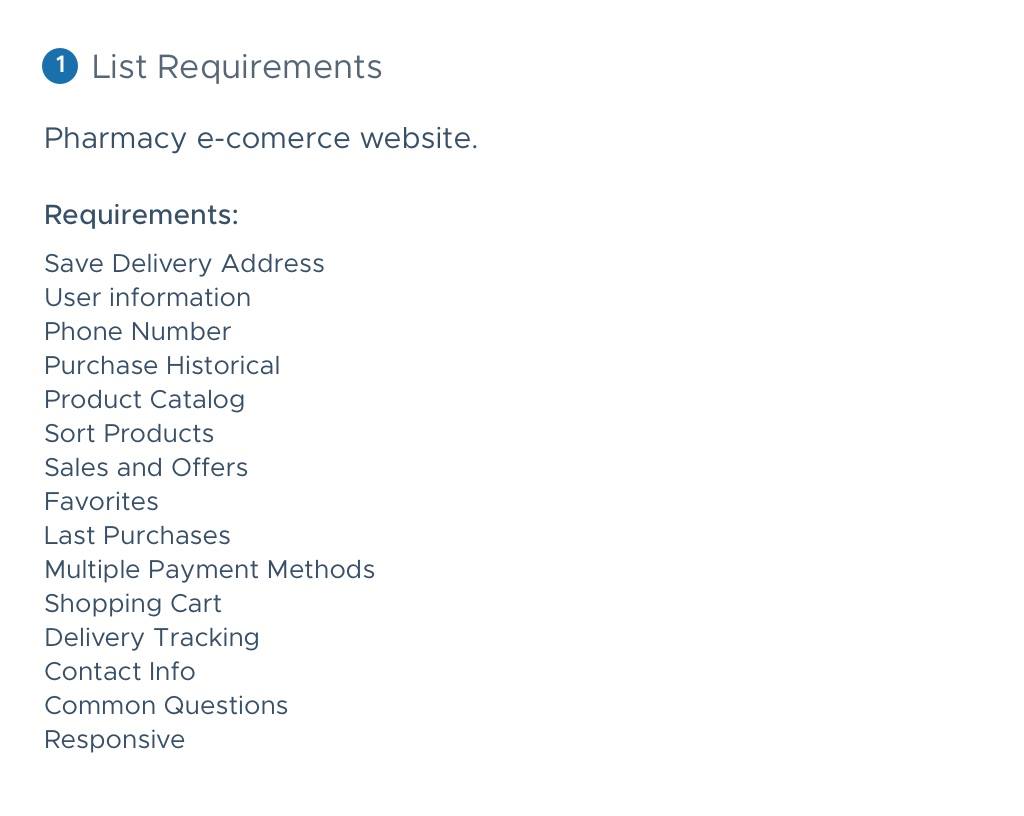 1 List Requirements
Pharmacy e-comerce website.
Requirements:
Save Delivery Address
User information
Phone Number
Purchase Historical
Product Catalog
Sort Products
Sales and Offers
Favorites
Last Purchases
Multiple Payment Methods
Shopping Cart
Delivery Tracking
Contact Info
Common Questions
Responsive